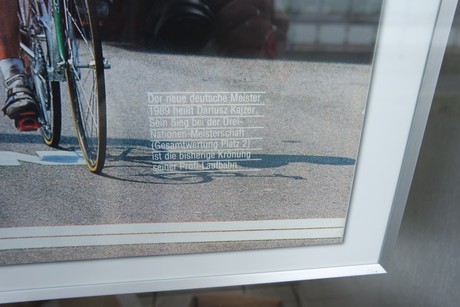 Der neue deutsche Meister
1989 heißt Dariusz Kajzer
Sein Sieg bei der Drei-
Nationen-Meisterschaft
(Gesamtwertung Platz 2)
ist die bisherige Krönung
seiner Profi-Laufbahn